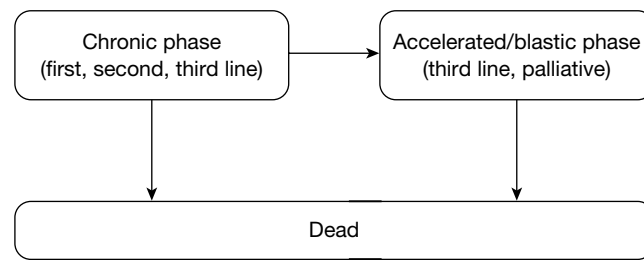 Chronic phase
(first, second, third line)
Accelerated/blastic phase
(third line, palliative)
Dead